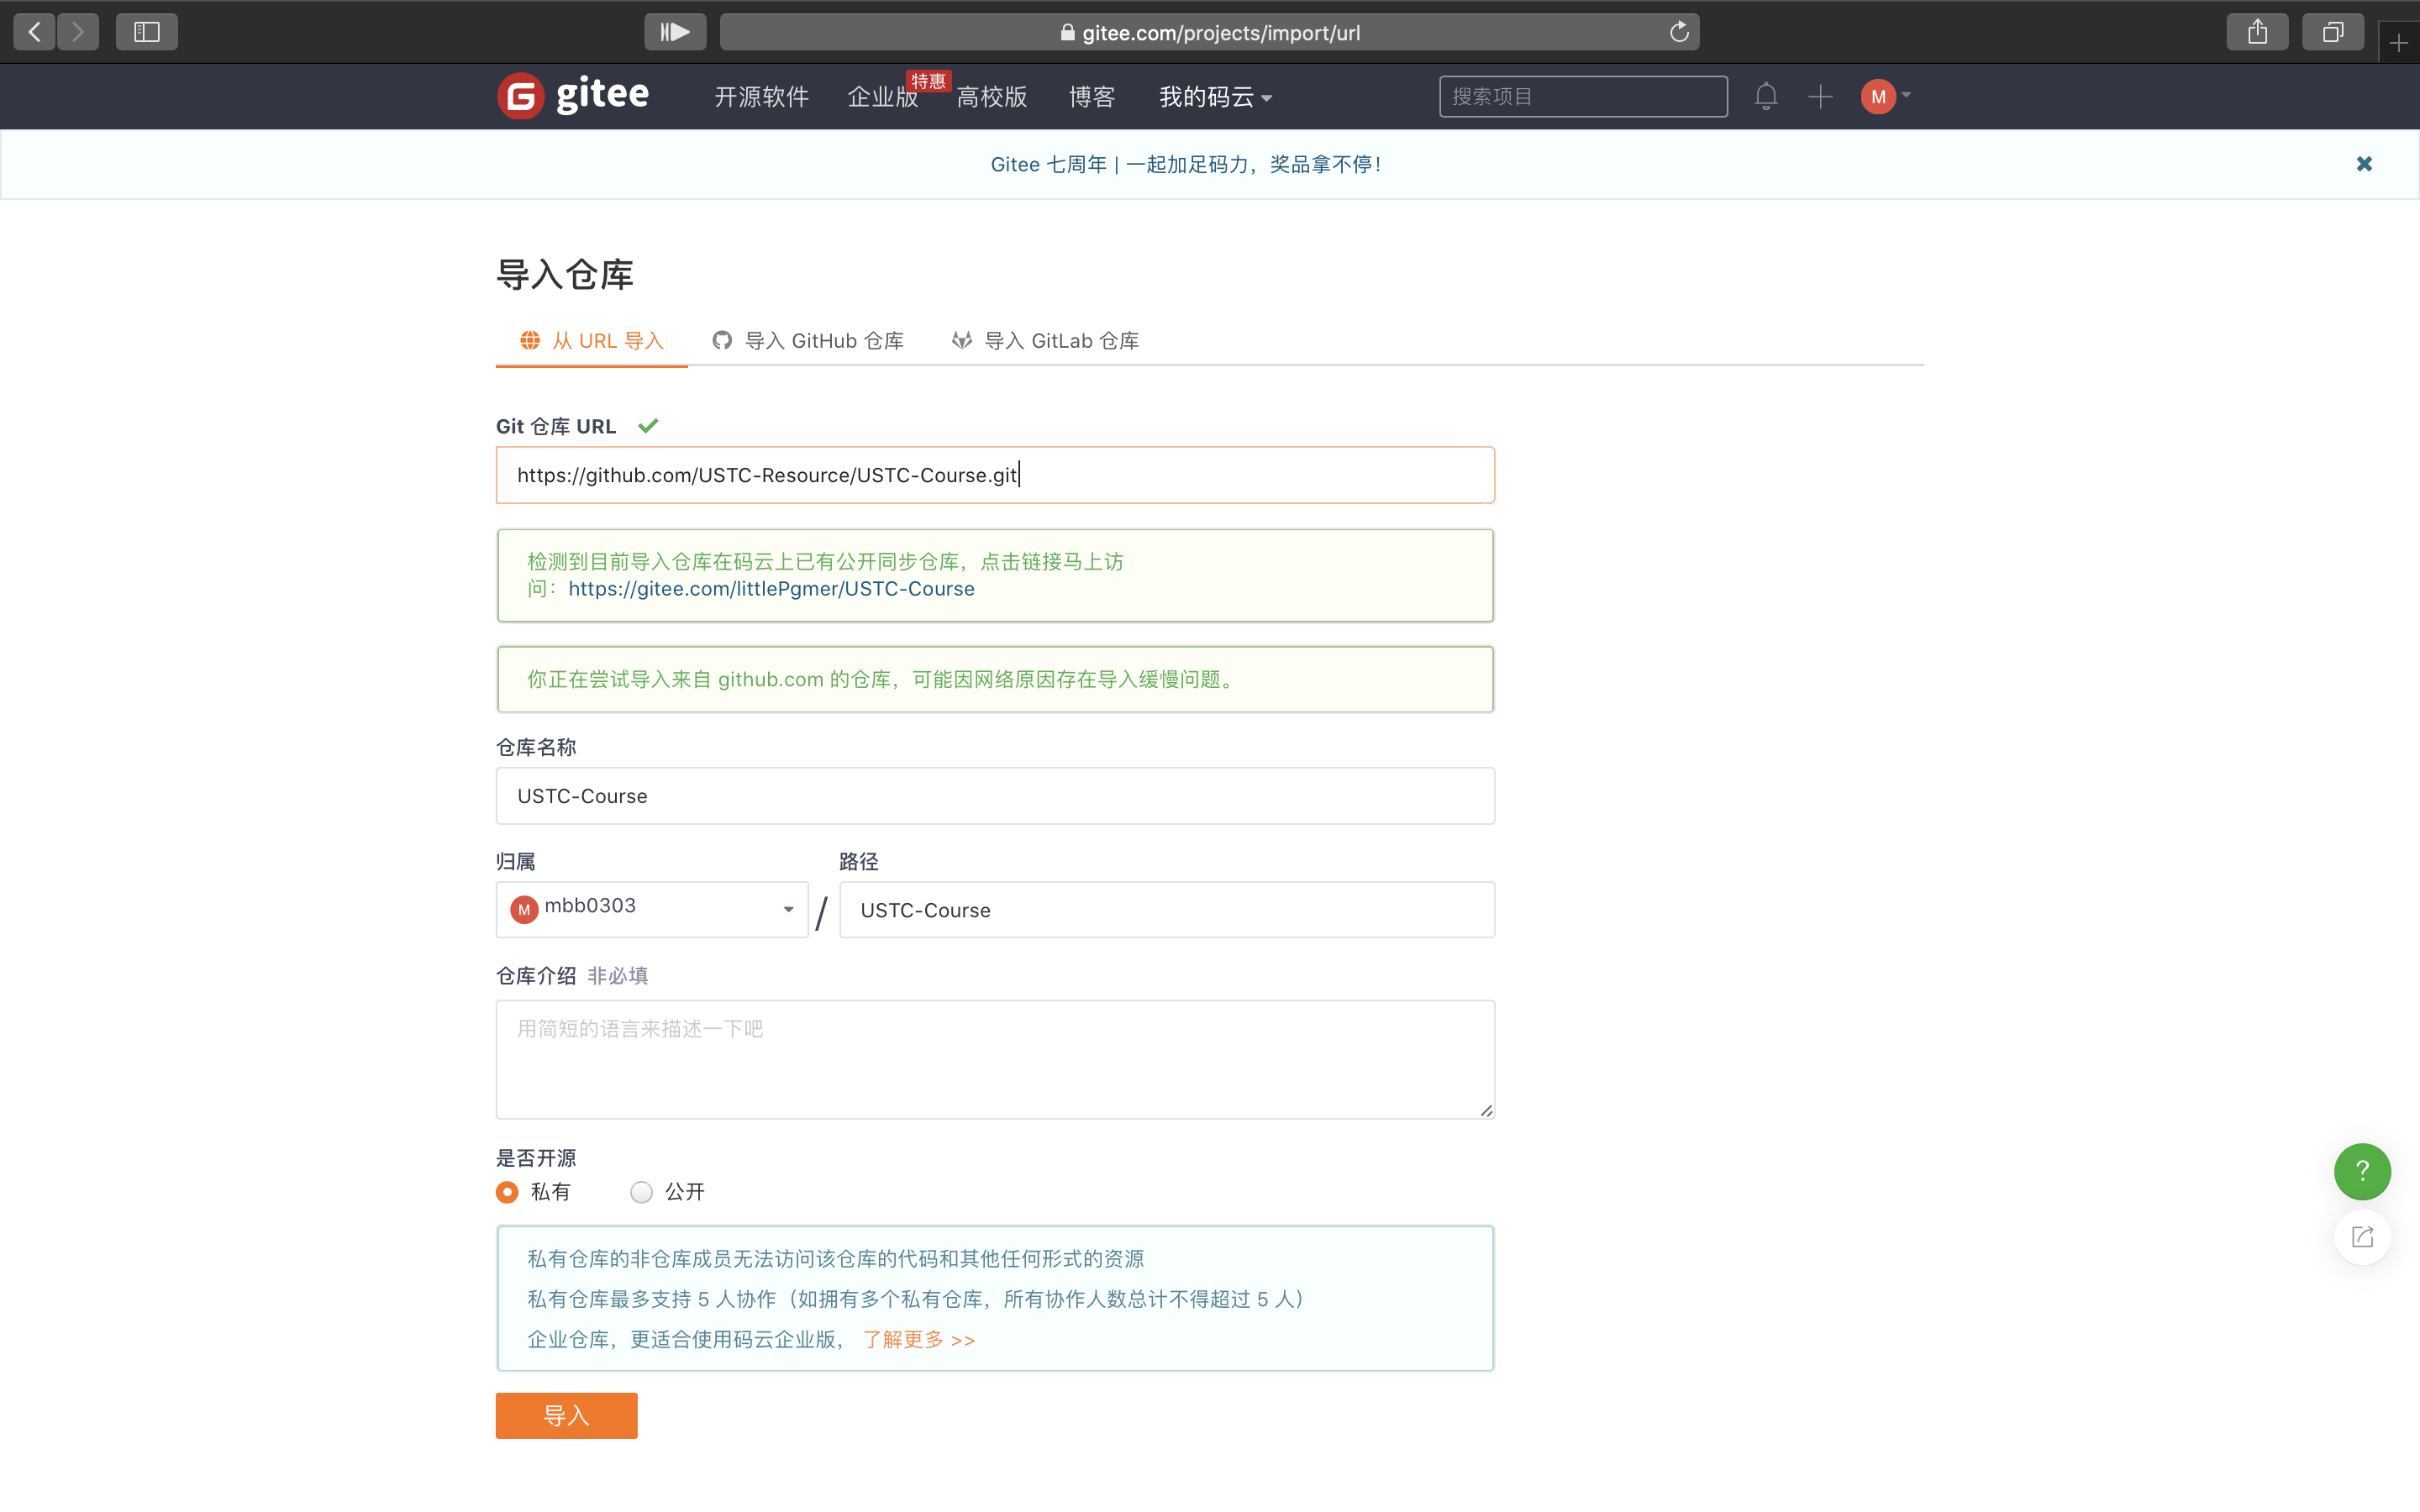 gitee.com/projects/import/url
gitee
开源软件
企业版
特惠
高校版
博客
我的码云
搜索项目
M
Gitee 七周年 | 一起加足码力，奖品拿不停！
导入仓库
从 URL 导入
导入 GitHub 仓库
导入 GitLab 仓库
Git 仓库 URL
https://github.com/USTC-Resource/USTC-Course.git
检测到目前导入仓库在码云上已有公开同步仓库，点击链接马上访
问：https://gitee.com/littlePgmer/USTC-Course
你正在尝试导入来自 github.com 的仓库，可能因网络原因存在导入缓慢问题。
仓库名称
USTC-Course
归属
路径
M mbb0303
/
USTC-Course
仓库介绍 非必填
用简短的语言来描述一下吧
是否开源
私有
公开
私有仓库的非仓库成员无法访问该仓库的代码和其他任何形式的资源
私有仓库最多支持 5 人协作（如拥有多个私有仓库，所有协作人数总计不得超过 5 人）
企业仓库，更适合使用码云企业版， 了解更多 >>
导入
?